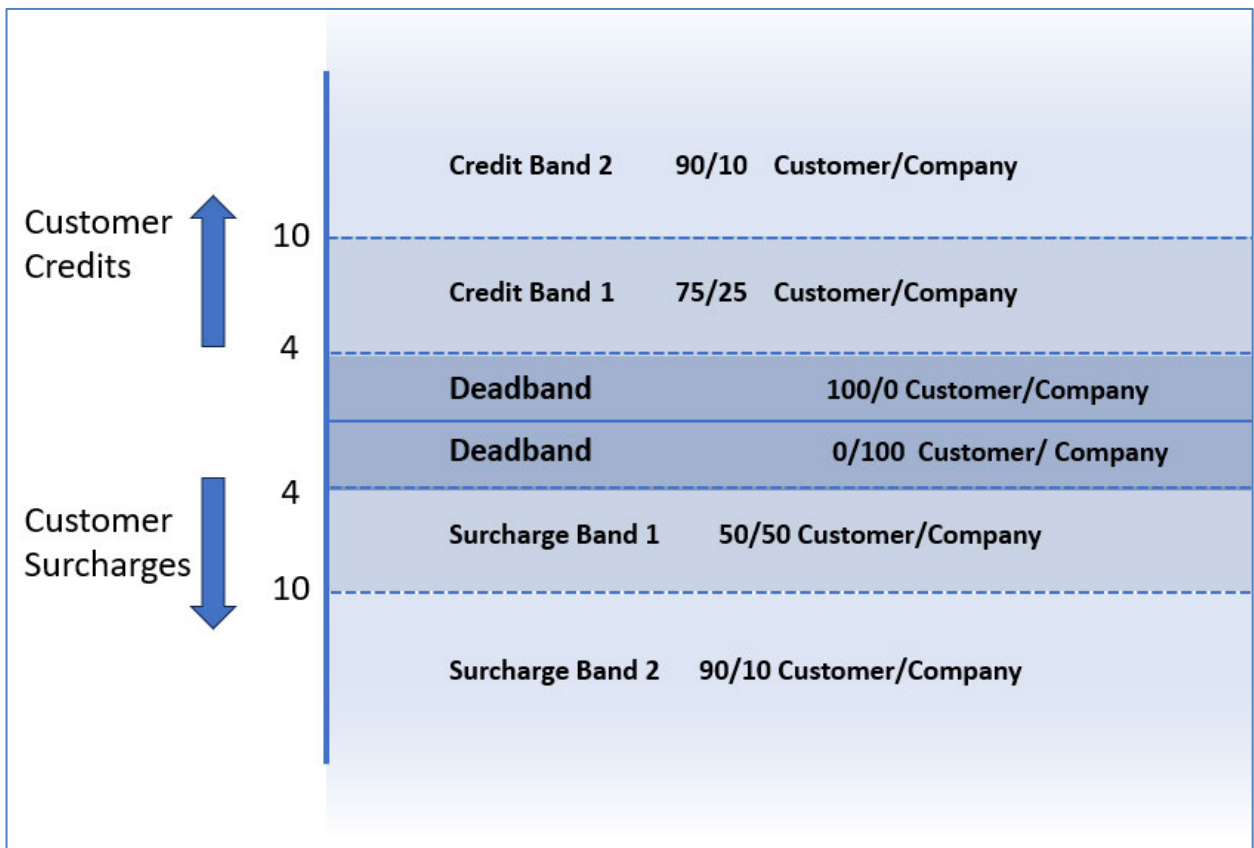 Credit Band 2 90/10 Customer/Company
Customer
Credits
10
Credit Band 1 75/25 Customer/Company
4
Deadband 100/0 Customer/Company
Deadband 0/100 Customer/ Company
4
Customer
Surcharges
Surcharge Band 1 50/50 Customer/Company
10
Surcharge Band 2 90/10 Customer/Company